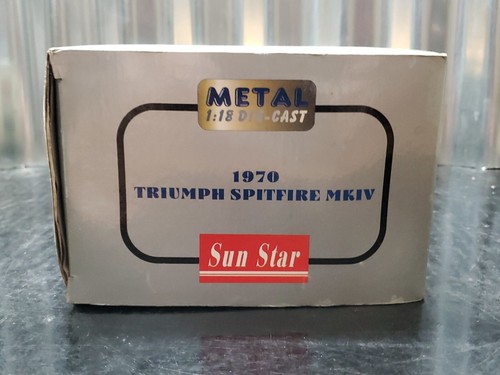 METAL
1:18 DIE-CAST
1970
TRIUMPH SPITFIRE MKIV
Sun Star